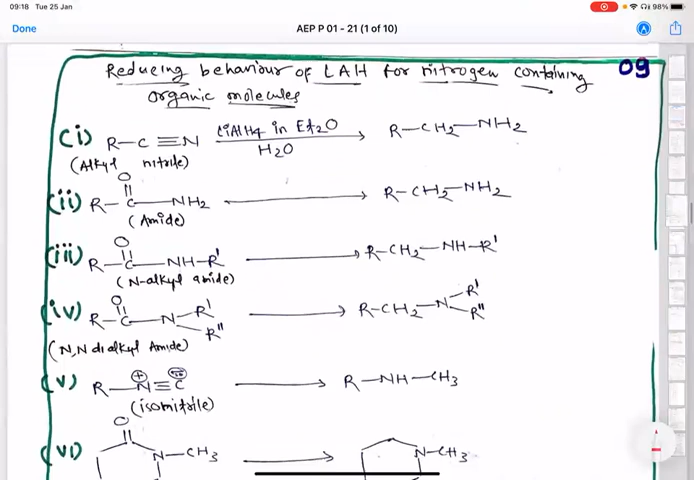 09:18 Tue 25 Jan
98%
Done
AEP P 01 - 21 (1 of 10)
Reducing behaviour of LAH for nitrogen containing 09
organic molecules
(i) R-C≡N LiAlH4 in Et2O R-CH2-NH2
(Alkyl nitrile) H2O
O
(ii) R-C-NH2 → R-CH2-NH2
(Amide)
O
(iii) R-C-NH-R' → R-CH2-NH-R'
(N-alkyl amide)
O
(iv) R-C-N-R' → R-CH2-N-R'
R'' R''
(N,N dialkyl Amide)
(v) R-N≡C → R-NH-CH3
(isonitrile)
O
(vi) N-CH3 → N-CH3